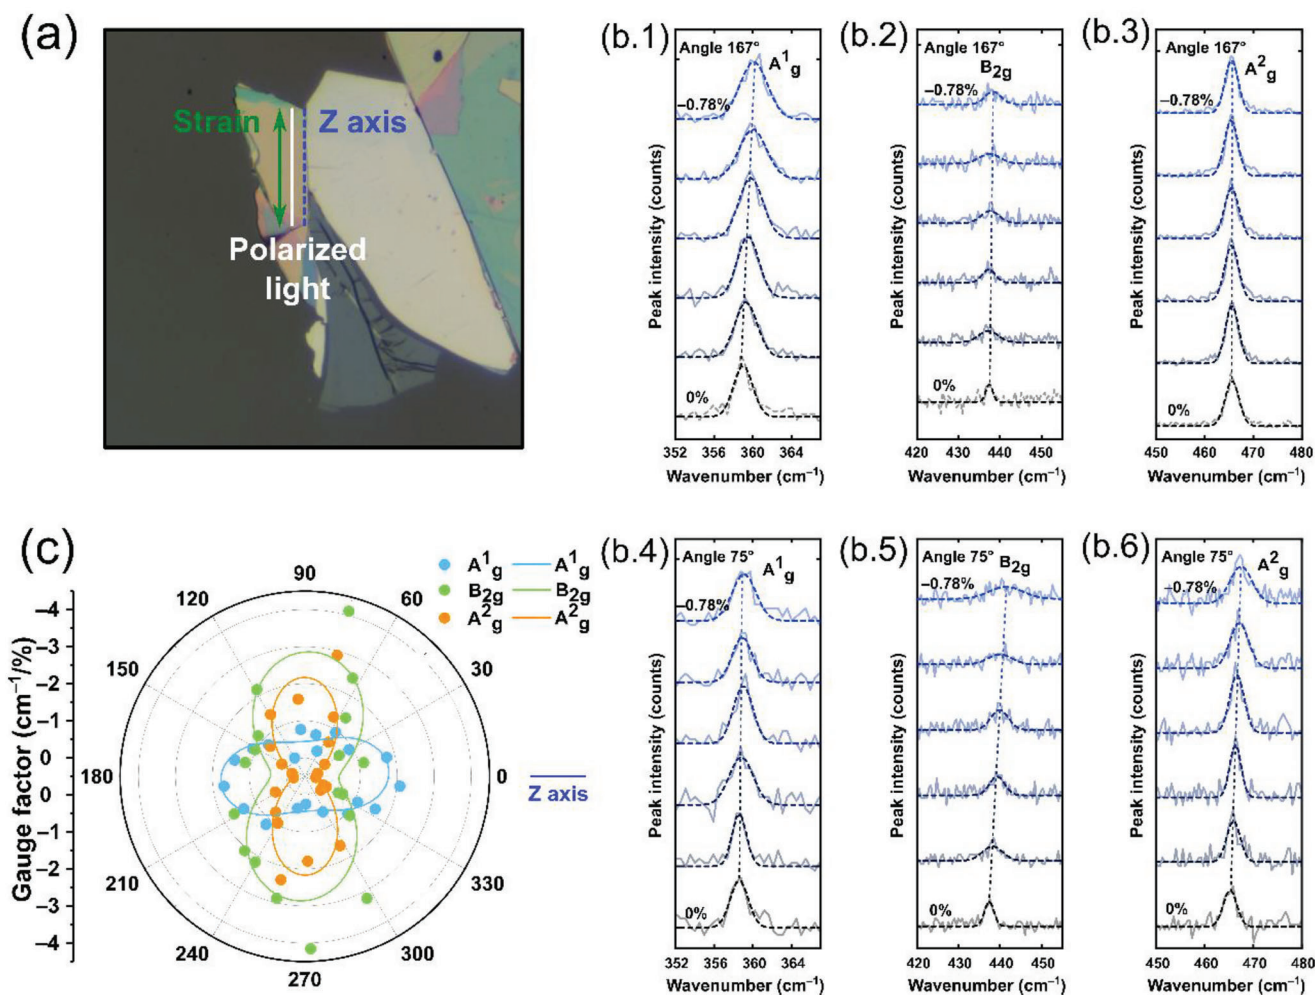 (a)
Strain
Z axis
Polarized
light
(b.1)
Angle 167°
A¹g
−0.78%
0%
Peak intensity (counts)
352 356 360 364
Wavenumber (cm⁻¹)
(b.2)
Angle 167°
B2g
−0.78%
0%
Peak intensity (counts)
420 430 440 450
Wavenumber (cm⁻¹)
(b.3)
Angle 167°
A²g
−0.78%
0%
Peak intensity (counts)
450 460 470 480
Wavenumber (cm⁻¹)
(c)
A¹g A¹g
B2g B2g
A²g A²g
Gauge factor (cm⁻¹/%)
−4
−3
−2
−1
0
0
−1
−2
−3
−4
90
60
30
0
330
300
270
240
210
180
150
120
Z axis
(b.4)
Angle 75°
A¹g
−0.78%
0%
Peak intensity (counts)
352 356 360 364
Wavenumber (cm⁻¹)
(b.5)
Angle 75°
B2g
−0.78%
0%
Peak intensity (counts)
420 430 440 450
Wavenumber (cm⁻¹)
(b.6)
Angle 75°
A²g
−0.78%
0%
Peak intensity (counts)
450 460 470 480
Wavenumber (cm⁻¹)